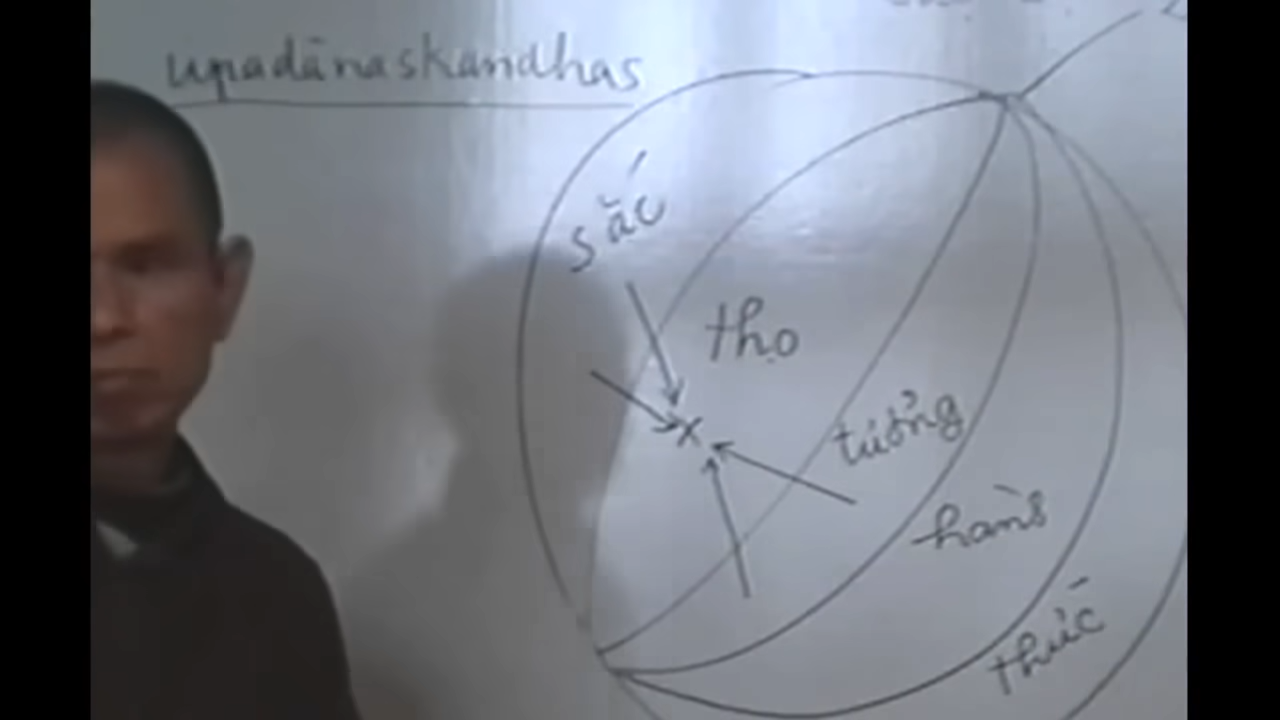 upadānaskandhas
sắc
thọ
tưởng
hành
thức